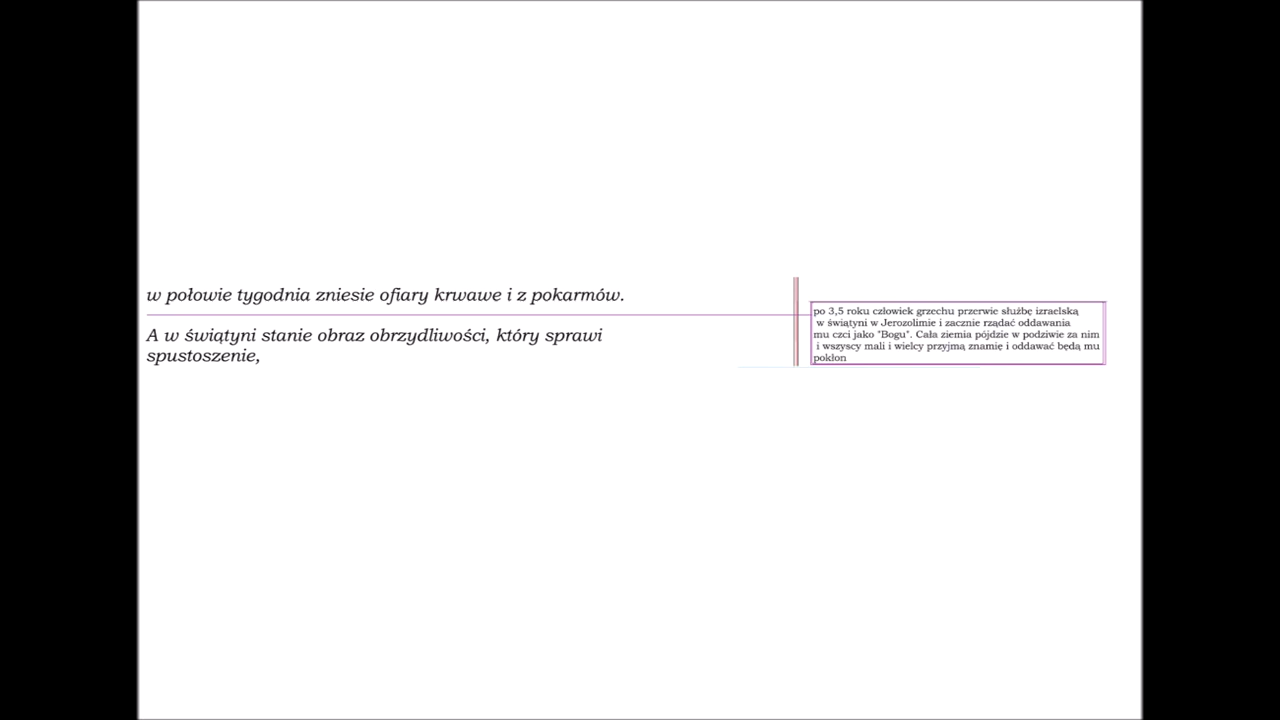 w połowie tygodnia zniesie ofiary krwawe i z pokarmów.
A w świątyni stanie obraz obrzydliwości, który sprawi
spustoszenie,
po 3,5 roku człowiek grzechu przerwie służbę izraelską
w świątyni w Jerozolimie i zacznie rządać oddawania
mu czci jako "Bogu". Cała ziemia pójdzie w podziwie za nim
i wszyscy mali i wielcy przyjmą znamię i oddawać będą mu
pokłon